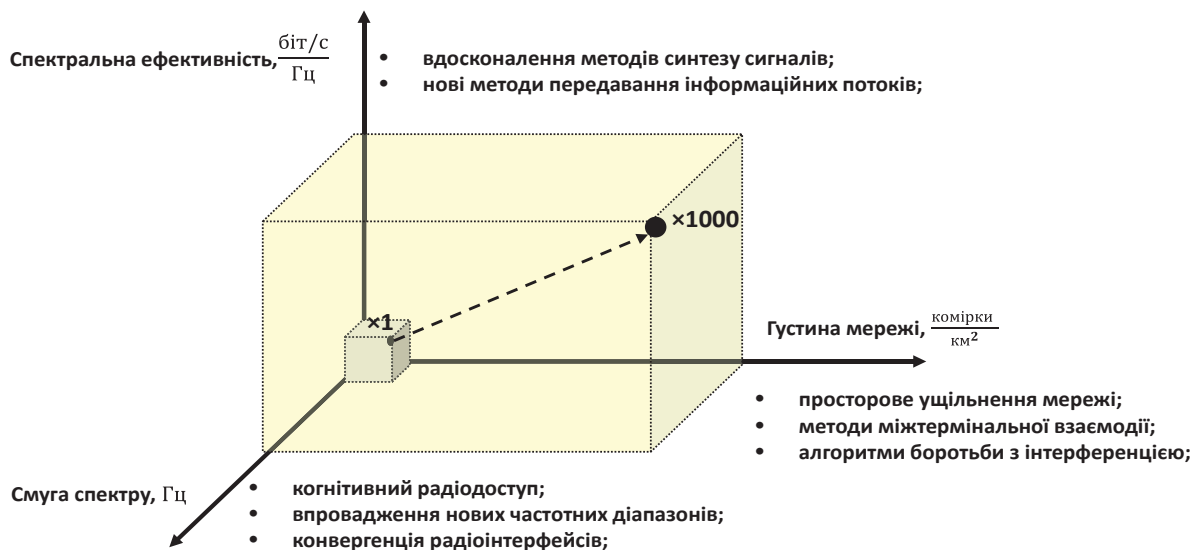 Спектральна ефективність, біт/с
Гц
• вдосконалення методів синтезу сигналів;
• нові методи передавання інформаційних потоків;
×1000
×1
Густина мережі, комірки
км²
• просторове ущільнення мережі;
• методи міжтермінальної взаємодії;
• алгоритми боротьби з інтерференцією;
Смуга спектру, Гц
• когнітивний радіодоступ;
• впровадження нових частотних діапазонів;
• конвергенція радіоінтерфейсів;